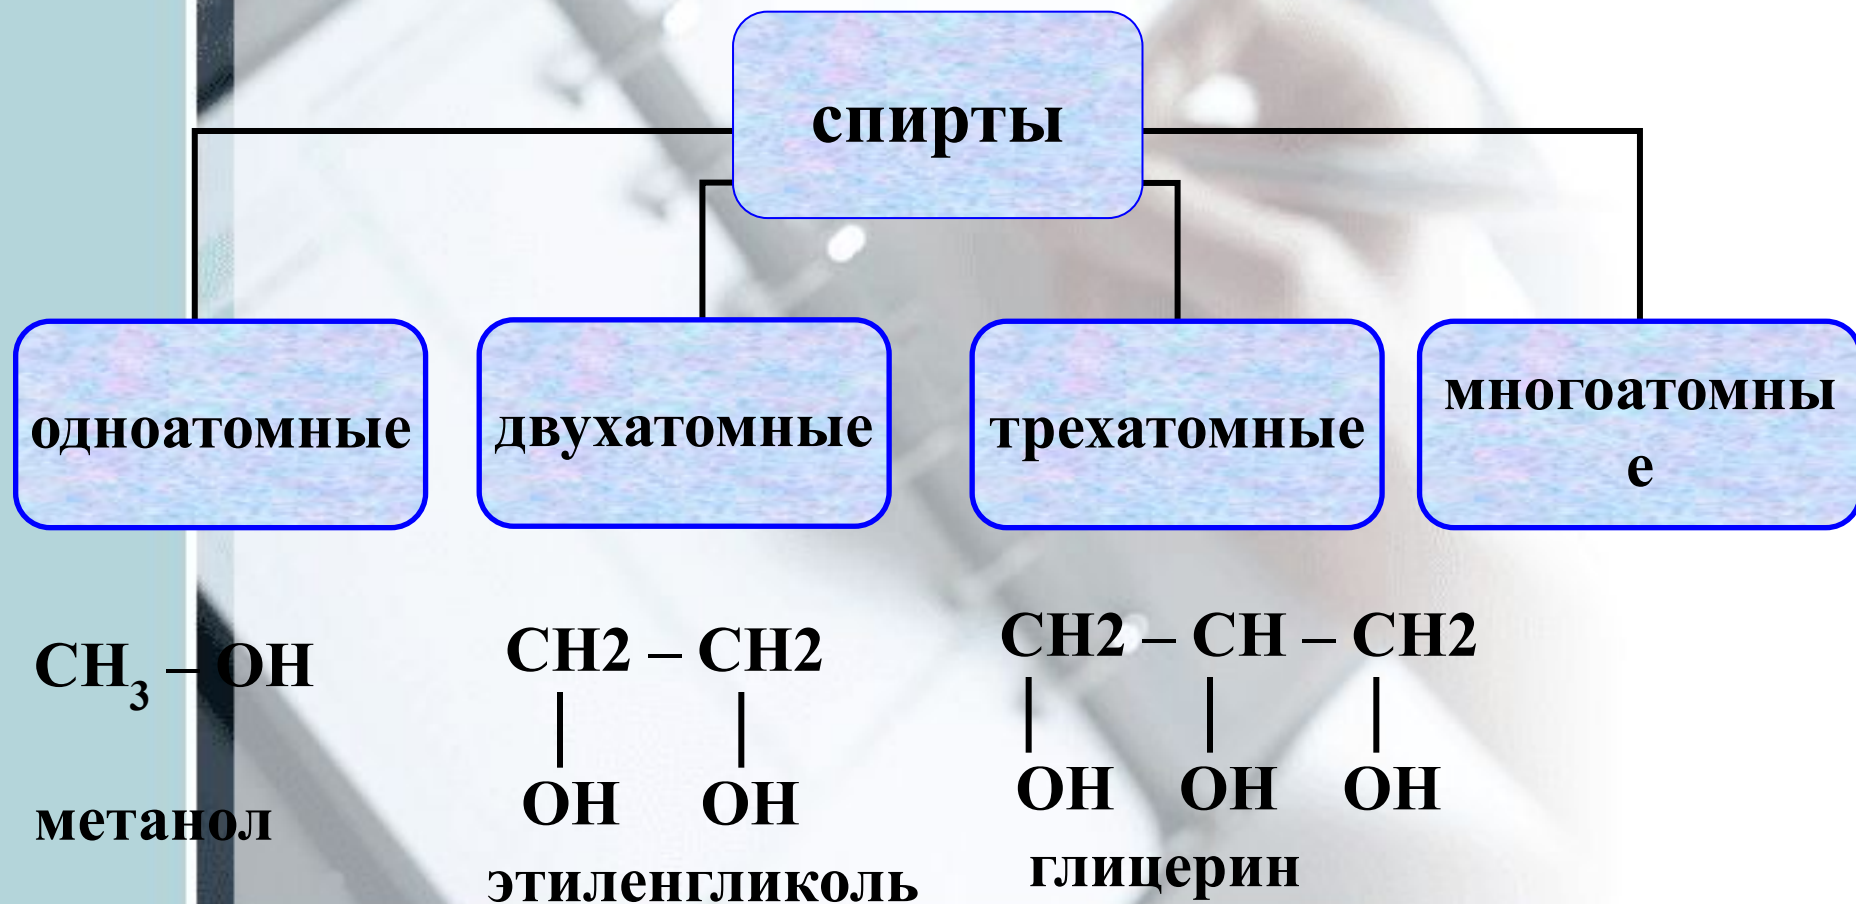 спирты
одноатомные
двухатомные
трехатомные
многоатомны
е
CH₃ – OH
метанол
CH2 – CH2
| |
OH OH
этиленгликоль
CH2 – CH – CH2
| | |
OH OH OH
глицерин